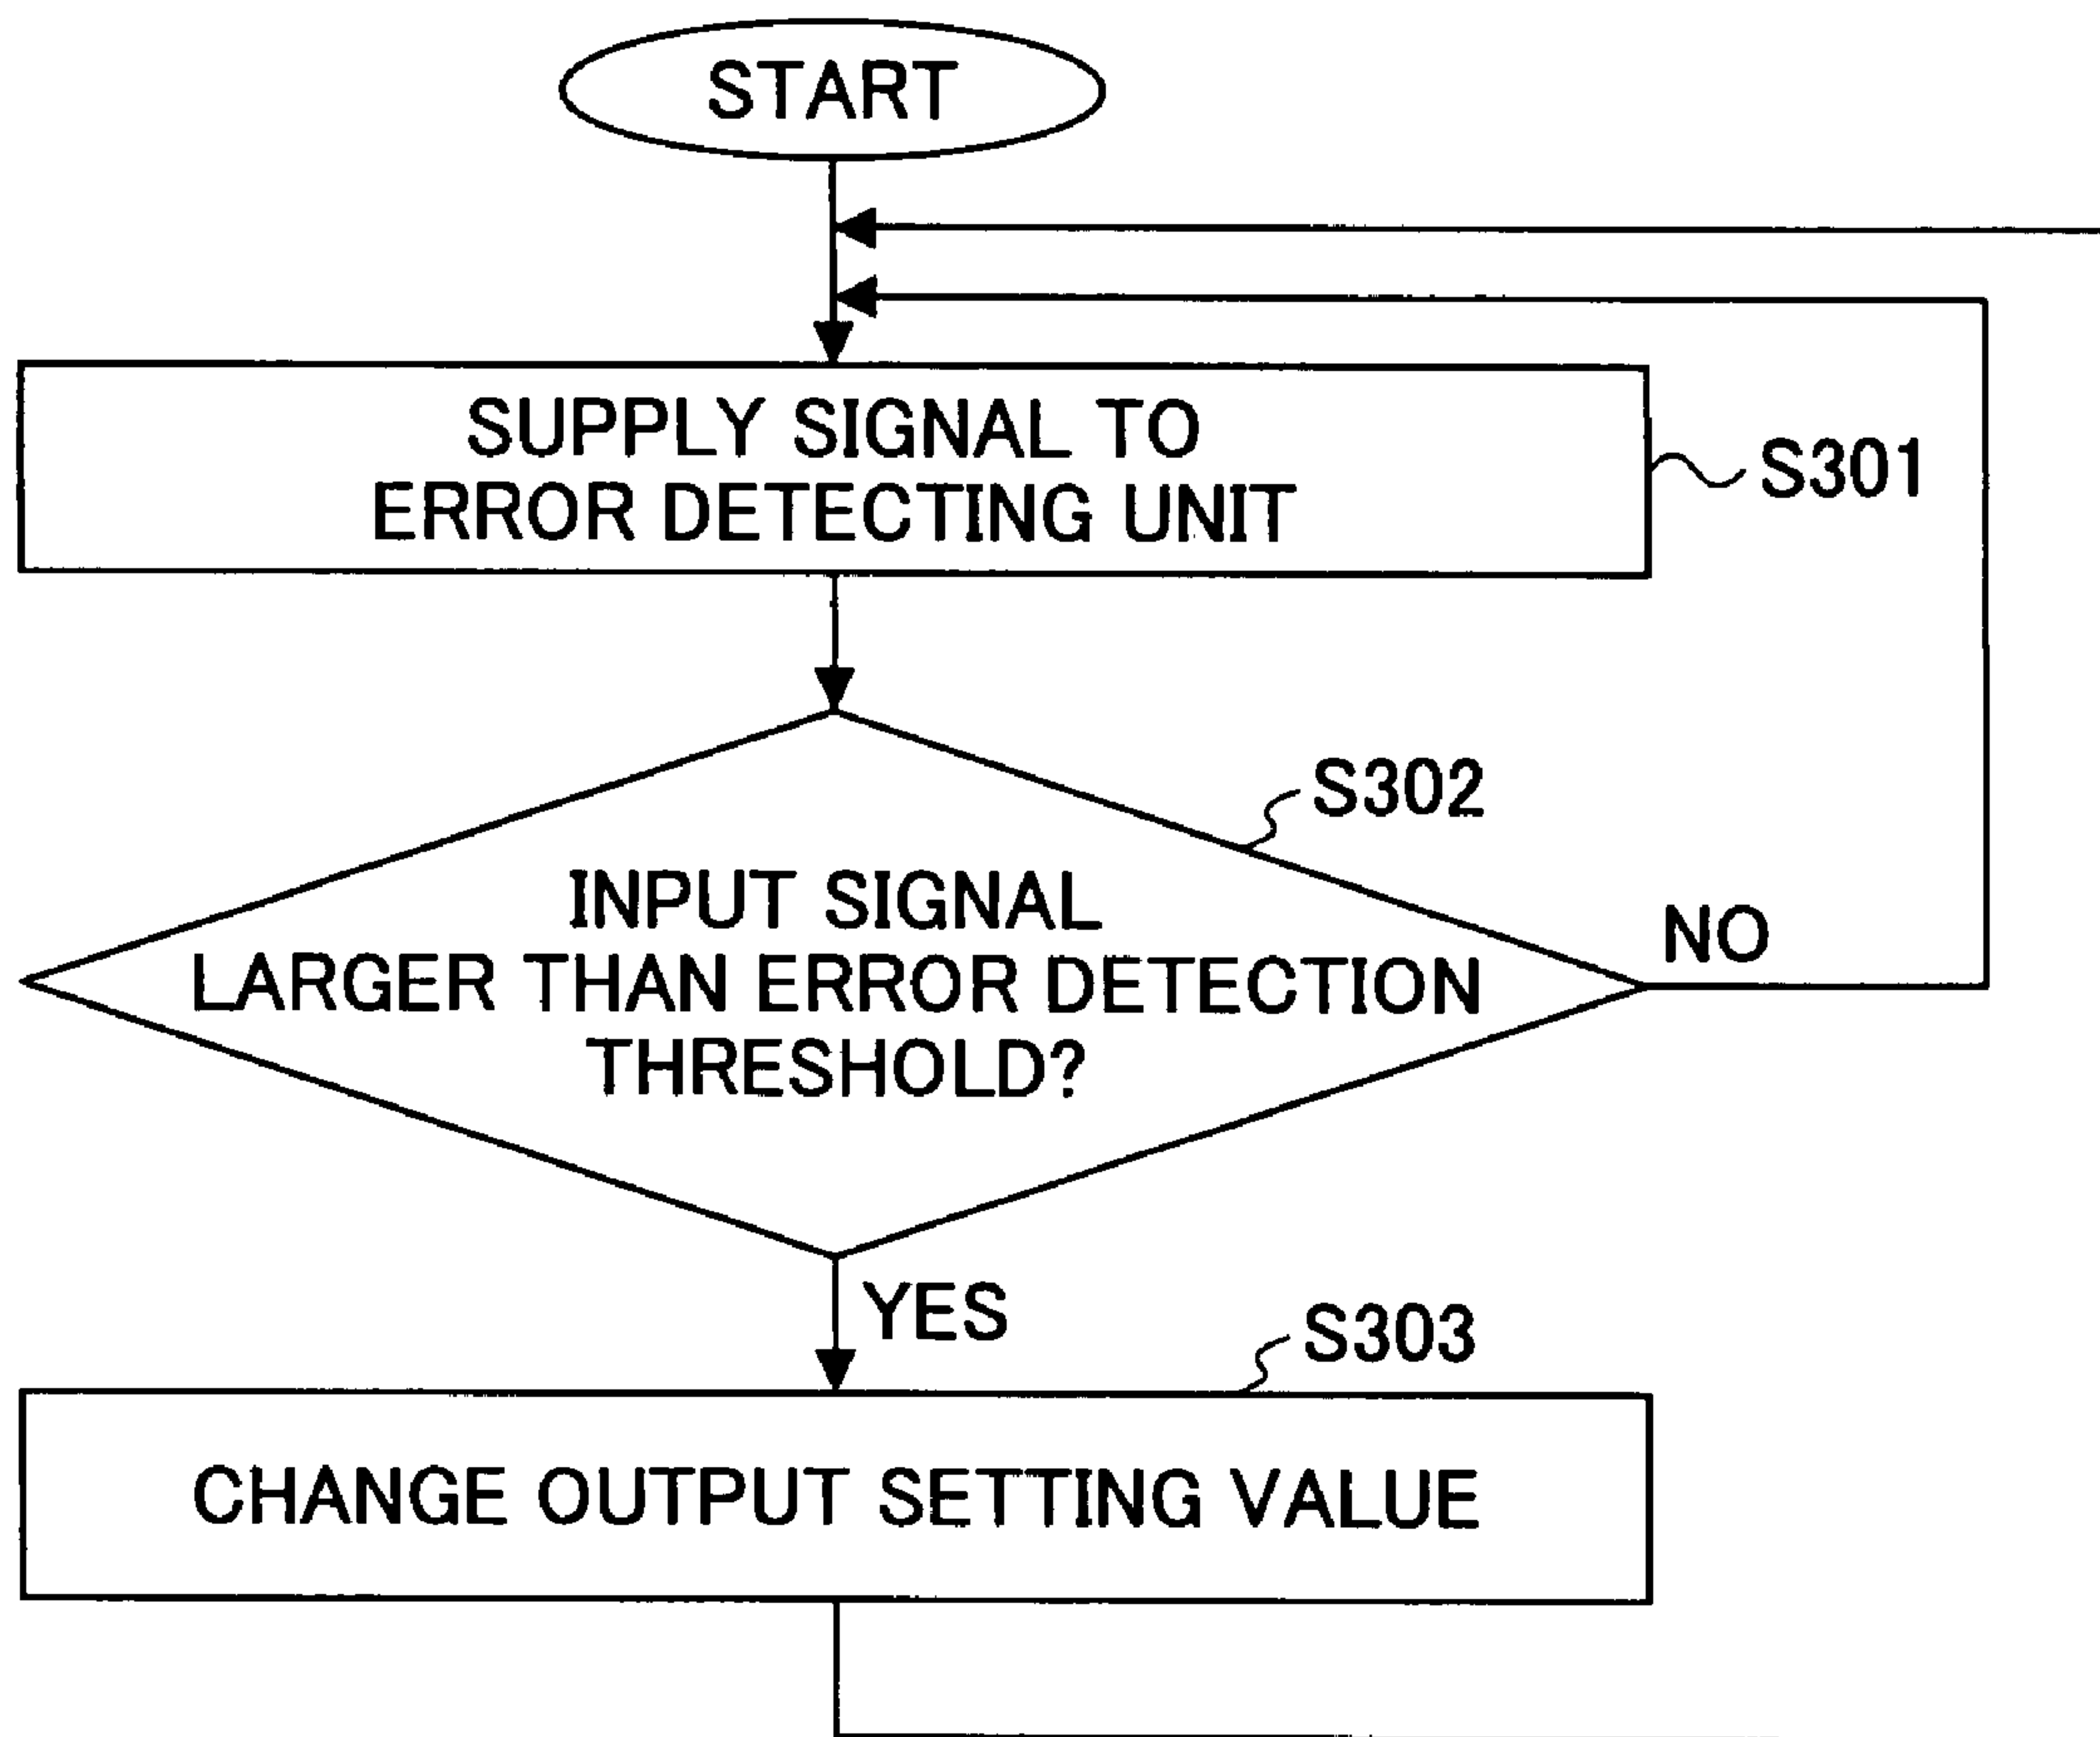 START
SUPPLY SIGNAL TO
ERROR DETECTING UNIT
S301
S302
INPUT SIGNAL
LARGER THAN ERROR DETECTION
THRESHOLD?
NO
YES
S303
CHANGE OUTPUT SETTING VALUE